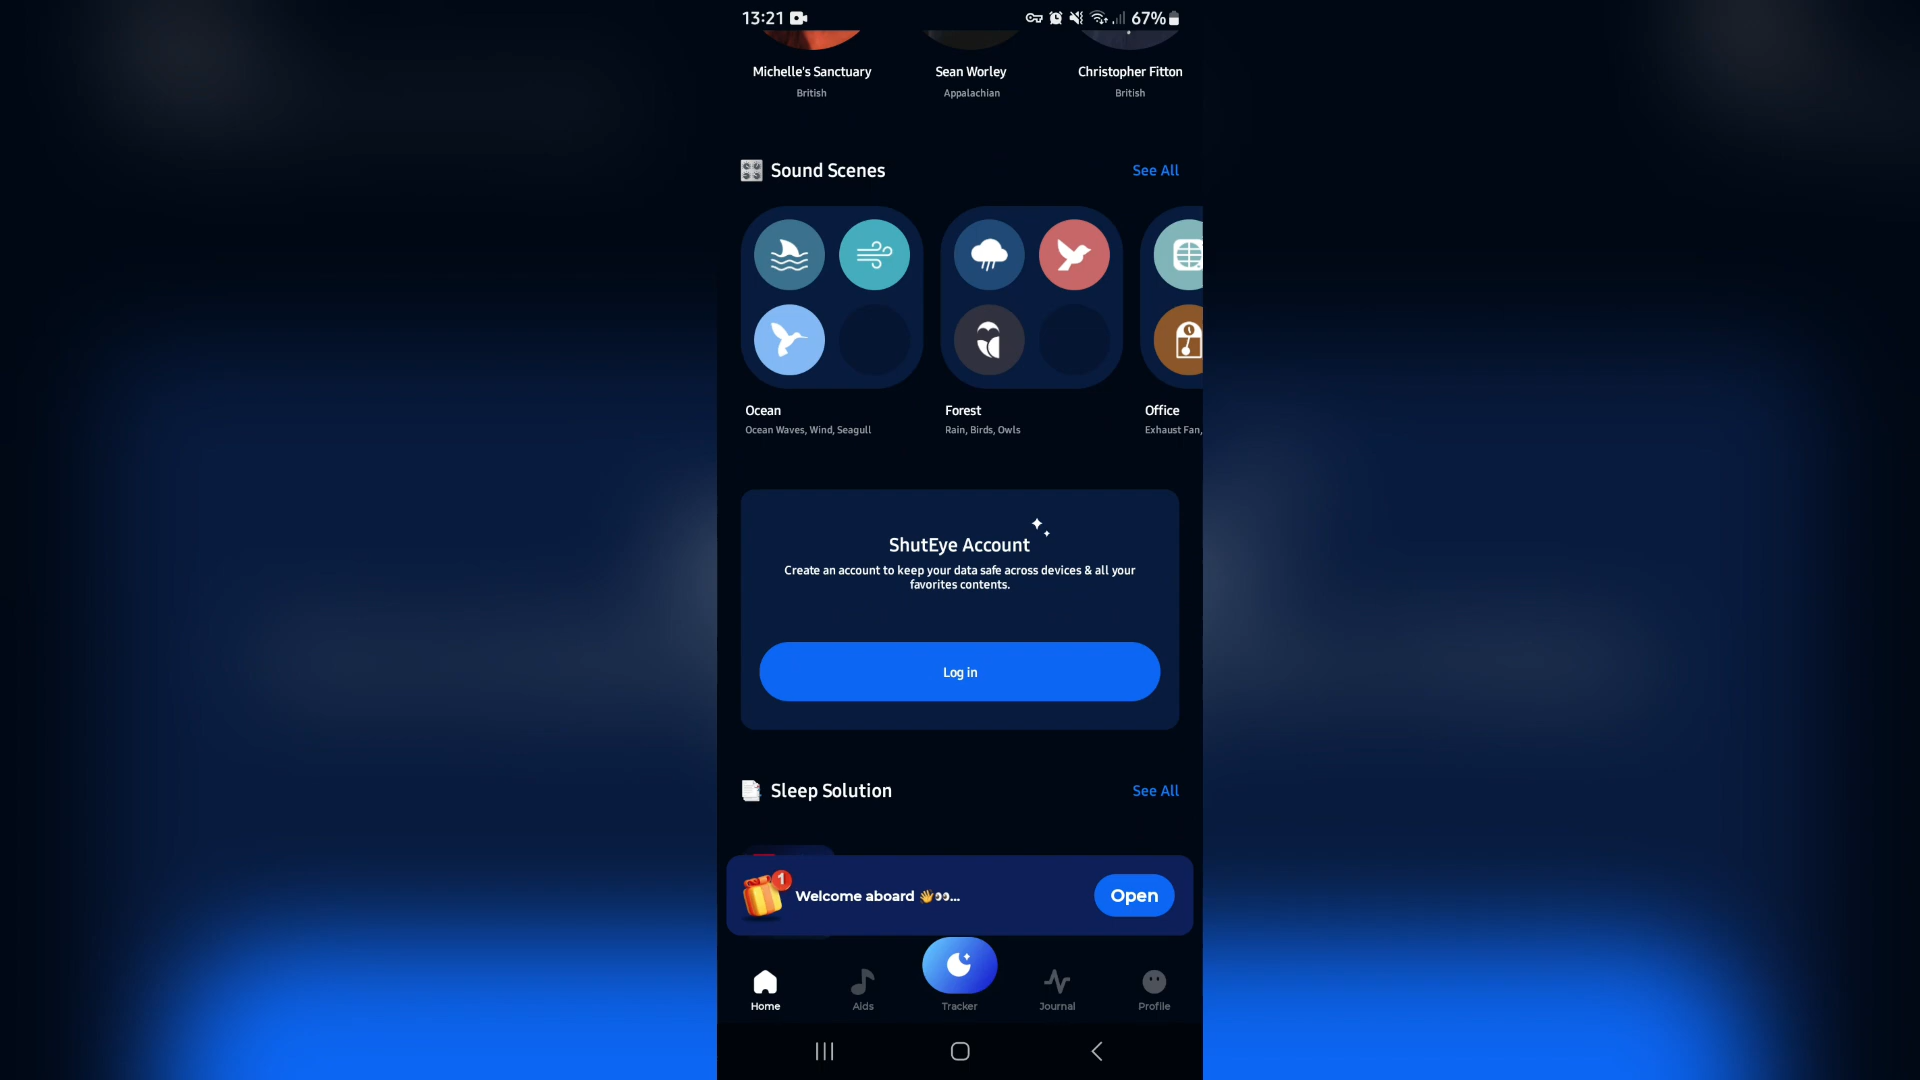 13:21
67%
Michelle's Sanctuary
British
Sean Worley
Appalachian
Christopher Fitton
British
Sound Scenes
See All
Ocean
Ocean Waves, Wind, Seagull
Forest
Rain, Birds, Owls
Office
Exhaust Fan,
ShutEye Account
Create an account to keep your data safe across devices & all your
favorites contents.
Log in
Sleep Solution
See All
1
Welcome aboard 👋👀...
Open
Home
Aids
Tracker
Journal
Profile